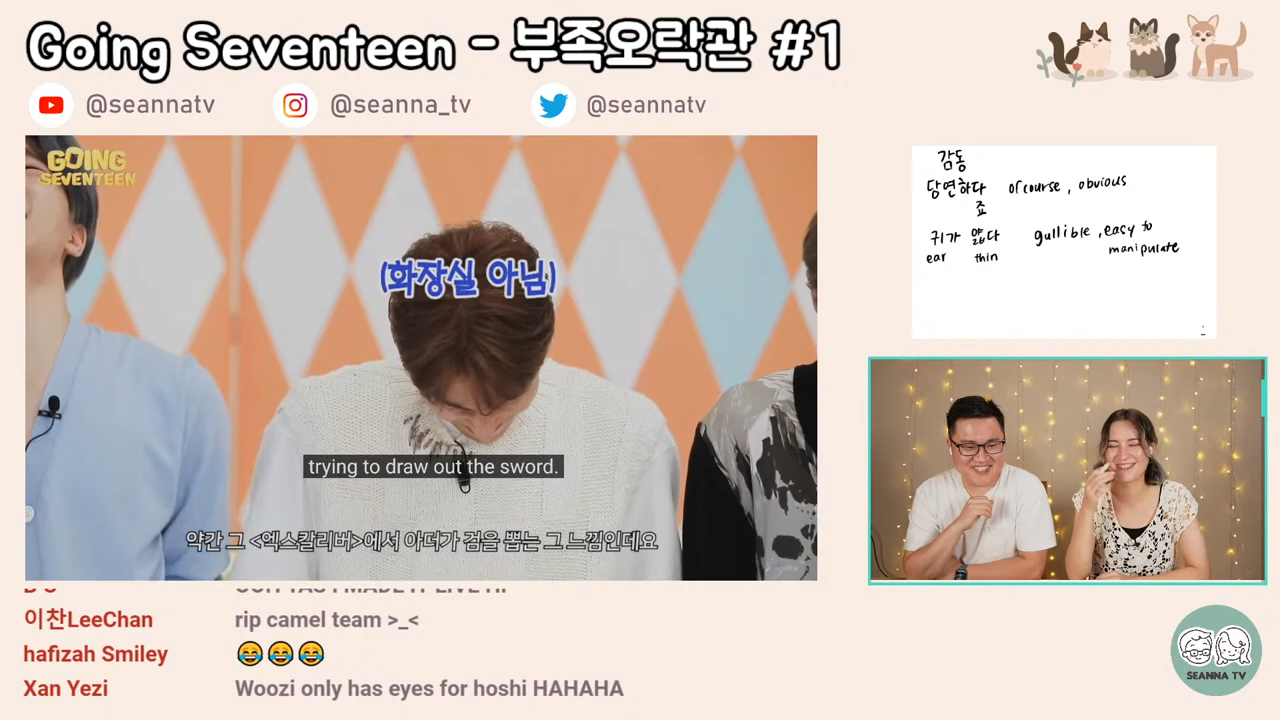 Going Seventeen - 부족오락관 #1
@seannatv
@seanna_tv
@seannatv
GOING
SEVENTEEN
(화장실 아님)
trying to draw out the sword.
약간 그 <엑스칼리버>에서 아더가 검을 뽑는 그 느낌인데요
감동
당연하다 of course, obvious
죠
귀가 얇다 gullible, easy to
ear thin manipulate
이찬LeeChan rip camel team >_<
hafizah Smiley 😂😂😂
Xan Yezi Woozi only has eyes for hoshi HAHAHA
SEANNA TV